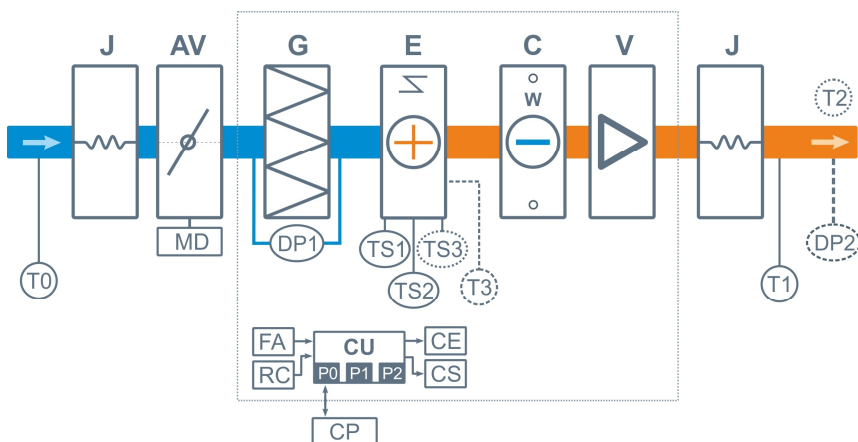 J AV G E C V J
W
T2
MD
DP1
TS1 TS3
DP2
T0
TS2
T3
T1
FA
CU
CE
RC
P0 P1 P2
CS
CP